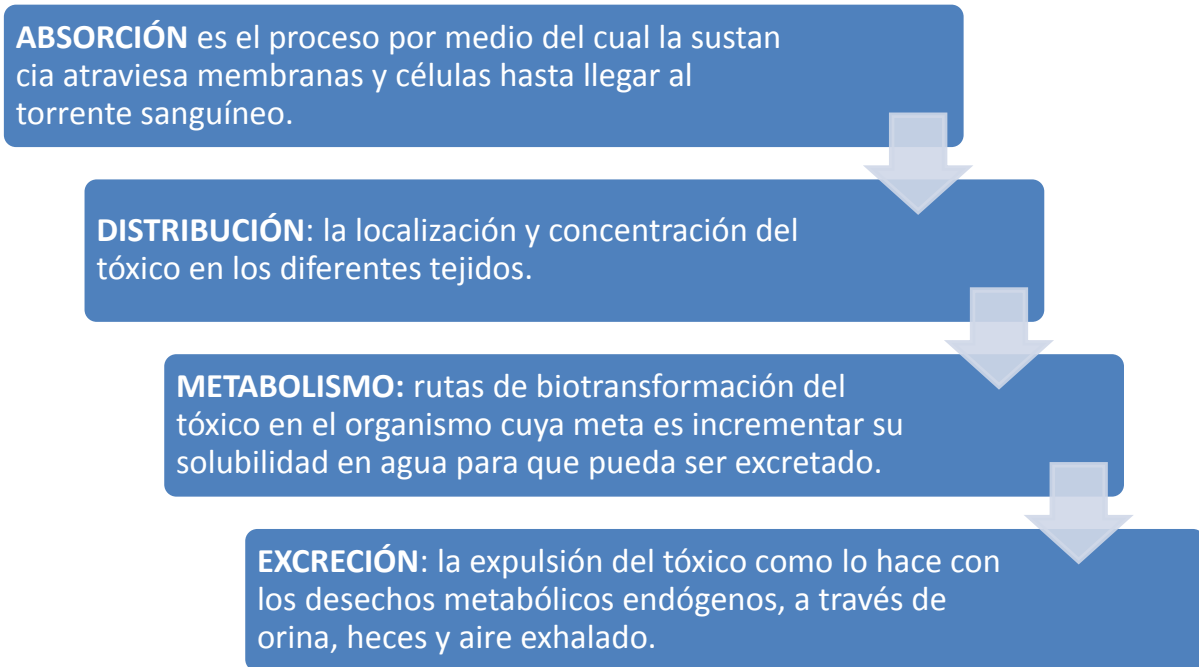 ABSORCIÓN es el proceso por medio del cual la sustan
cia atraviesa membranas y células hasta llegar al
torrente sanguíneo.
DISTRIBUCIÓN: la localización y concentración del
tóxico en los diferentes tejidos.
METABOLISMO: rutas de biotransformación del
tóxico en el organismo cuya meta es incrementar su
solubilidad en agua para que pueda ser excretado.
EXCRECIÓN: la expulsión del tóxico como lo hace con
los desechos metabólicos endógenos, a través de
orina, heces y aire exhalado.